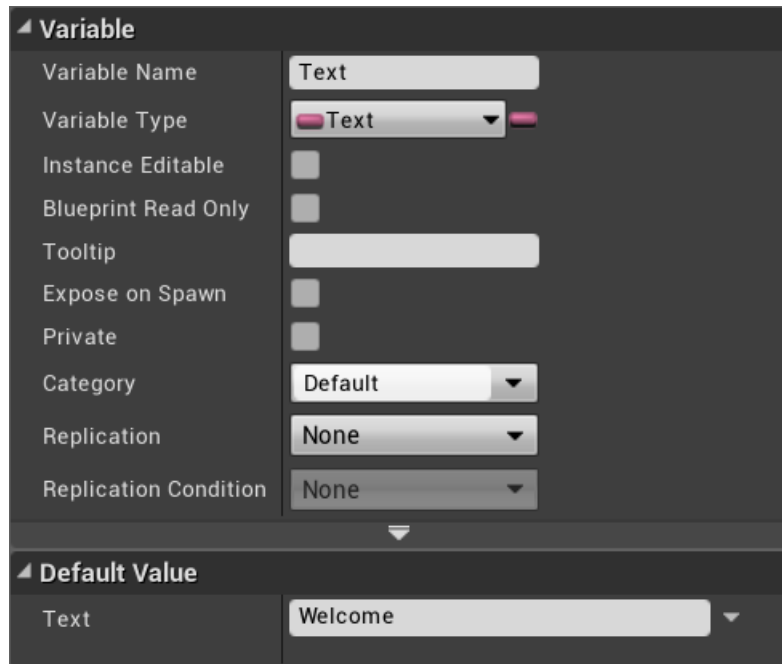 Variable
Variable Name Text
Variable Type Text
Instance Editable
Blueprint Read Only
Tooltip
Expose on Spawn
Private
Category Default
Replication None
Replication Condition None
Default Value
Text Welcome